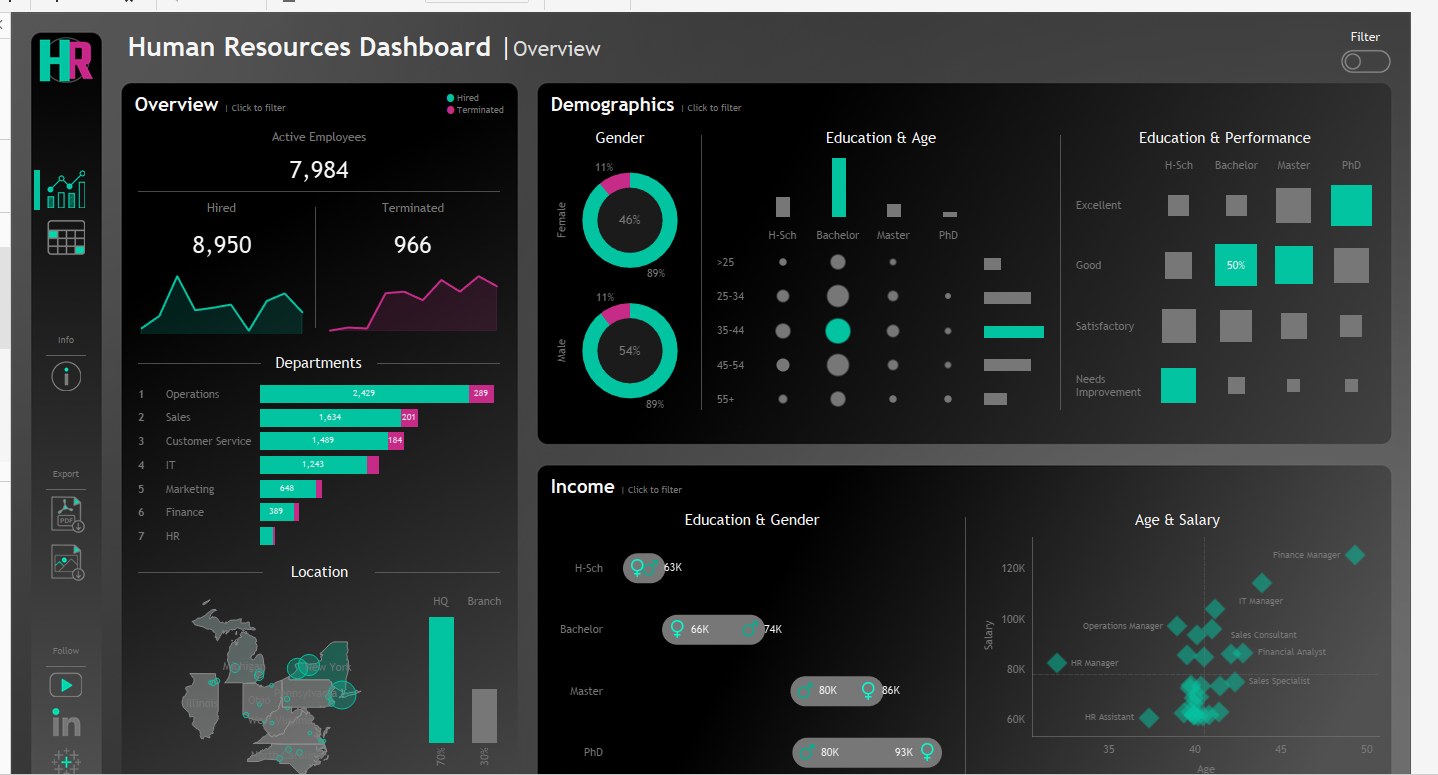 HR
Human Resources Dashboard | Overview
Filter
Info
Export
PDF
Follow
in
Overview | Click to filter
Hired
Terminated
Active Employees
7,984
Hired
Terminated
8,950
966
Departments
1 Operations 2,429 289
2 Sales 1,634 201
3 Customer Service 1,489 184
4 IT 1,243
5 Marketing 648
6 Finance 389
7 HR
Location
HQ Branch
Michigan
New York
Pennsylvania
Illinois
Ohio
70% 30%
Demographics | Click to filter
Gender
11%
Female
46%
89%
11%
Male
54%
89%
Education & Age
H-Sch Bachelor Master PhD
>25
25-34
35-44
45-54
55+
Education & Performance
H-Sch Bachelor Master PhD
Excellent
Good 50%
Satisfactory
Needs
Improvement
Income | Click to filter
Education & Gender
H-Sch 63K
Bachelor 66K 74K
Master 80K 86K
PhD 80K 93K
Age & Salary
Salary
120K
100K
80K
60K
Finance Manager
IT Manager
Operations Manager
Sales Consultant
Financial Analyst
HR Manager
Sales Specialist
HR Assistant
35 40 45 50
Age